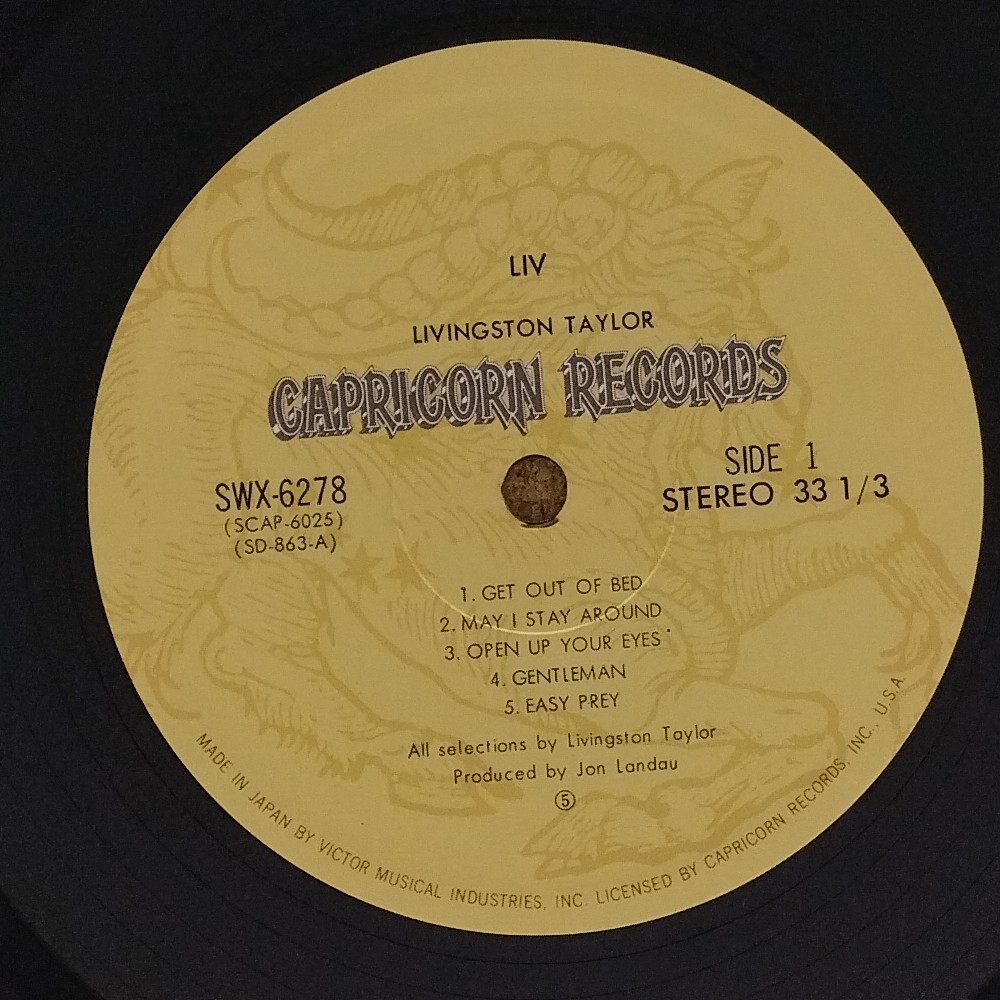 LIV
LIVINGSTON TAYLOR
CAPRICORN RECORDS
SWX-6278
(SCAP-6025)
(SD-863-A)
SIDE 1
STEREO 33 1/3
1. GET OUT OF BED
2. MAY I STAY AROUND
3. OPEN UP YOUR EYES
4. GENTLEMAN
5. EASY PREY
All selections by Livingston Taylor
Produced by Jon Landau
⑤
MADE IN JAPAN BY VICTOR MUSICAL INDUSTRIES, INC. LICENSED BY CAPRICORN RECORDS, INC., U.S.A.